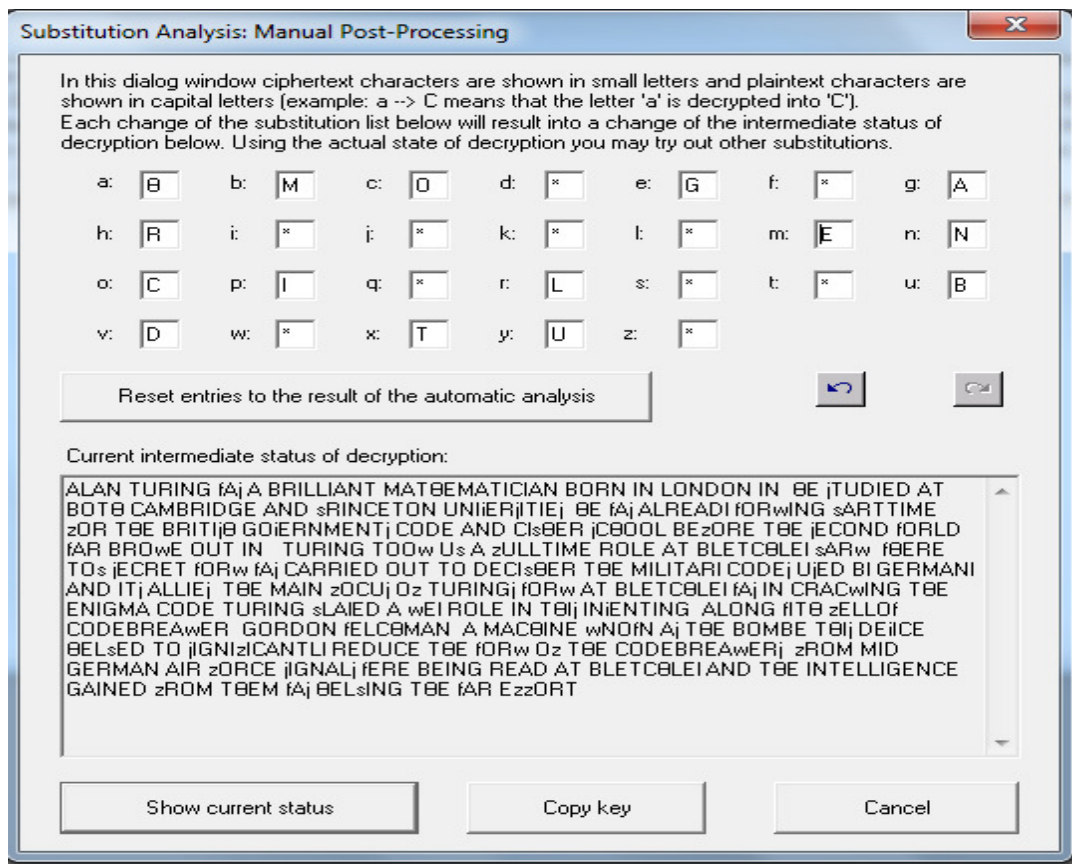 Substitution Analysis: Manual Post-Processing
In this dialog window ciphertext characters are shown in small letters and plaintext characters are
shown in capital letters (example: a --> C means that the letter 'a' is decrypted into 'C').
Each change of the substitution list below will result into a change of the intermediate status of
decryption below. Using the actual state of decryption you may try out other substitutions.
a: θ b: M c: O d: * e: G f: * g: A
h: R i: * j: * k: * l: * m: E n: N
o: C p: I q: * r: L s: * t: * u: B
v: D w: * x: T y: U z: *
Reset entries to the result of the automatic analysis
Current intermediate status of decryption:
ALAN TURING fAj A BRILLIANT MATθEMATICIAN BORN IN LONDON IN θE jTUDIED AT
BOTθ CAMBRIDGE AND sRINCETON UNIiERjITIEj θE fAj ALREADI fORwING sARTTIME
zOR TθE BRITIjθ GOiERNMENTj CODE AND CIsθER jCθOOL BEzORE TθE jECOND fORLD
fAR BROwE OUT IN TURING TOOw Us A zULLTIME ROLE AT BLETCθLEI sARw fθERE
TOs jECRET fORw fAj CARRIED OUT TO DECIsθER TθE MILITARI CODEj UjED BI GERMANI
AND ITj ALLIEj TθE MAIN zOCUj Oz TURINGj fORw AT BLETCθLEI fAj IN CRACwING TθE
ENIGMA CODE TURING sLAIED A wEI ROLE IN TθIj INiENTING ALONG fITθ zELLOf
CODEBREAwER GORDON fELCθMAN A MACθINE wNOfN Aj TθE BOMBE TθIj DEiICE
θELsED TO jIGNIzICANTLI REDUCE TθE fORw Oz TθE CODEBREAwERj zROM MID
GERMAN AIR zORCE jIGNALj fERE BEING READ AT BLETCθLEI AND TθE INTELLIGENCE
GAINED zROM TθEM fAj θELsING TθE fAR EzzORT
Show current status
Copy key
Cancel